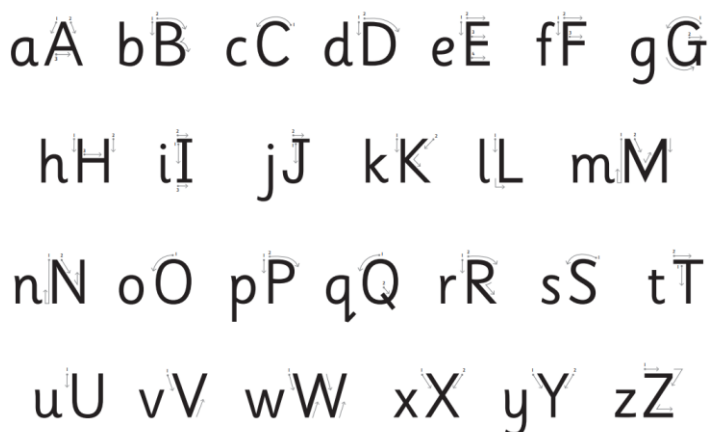 aA bB cC dD eE fF gG
hH iI jJ kK lL mM
nN oO pP qQ rR sS tT
uU vV wW xX yY zZ